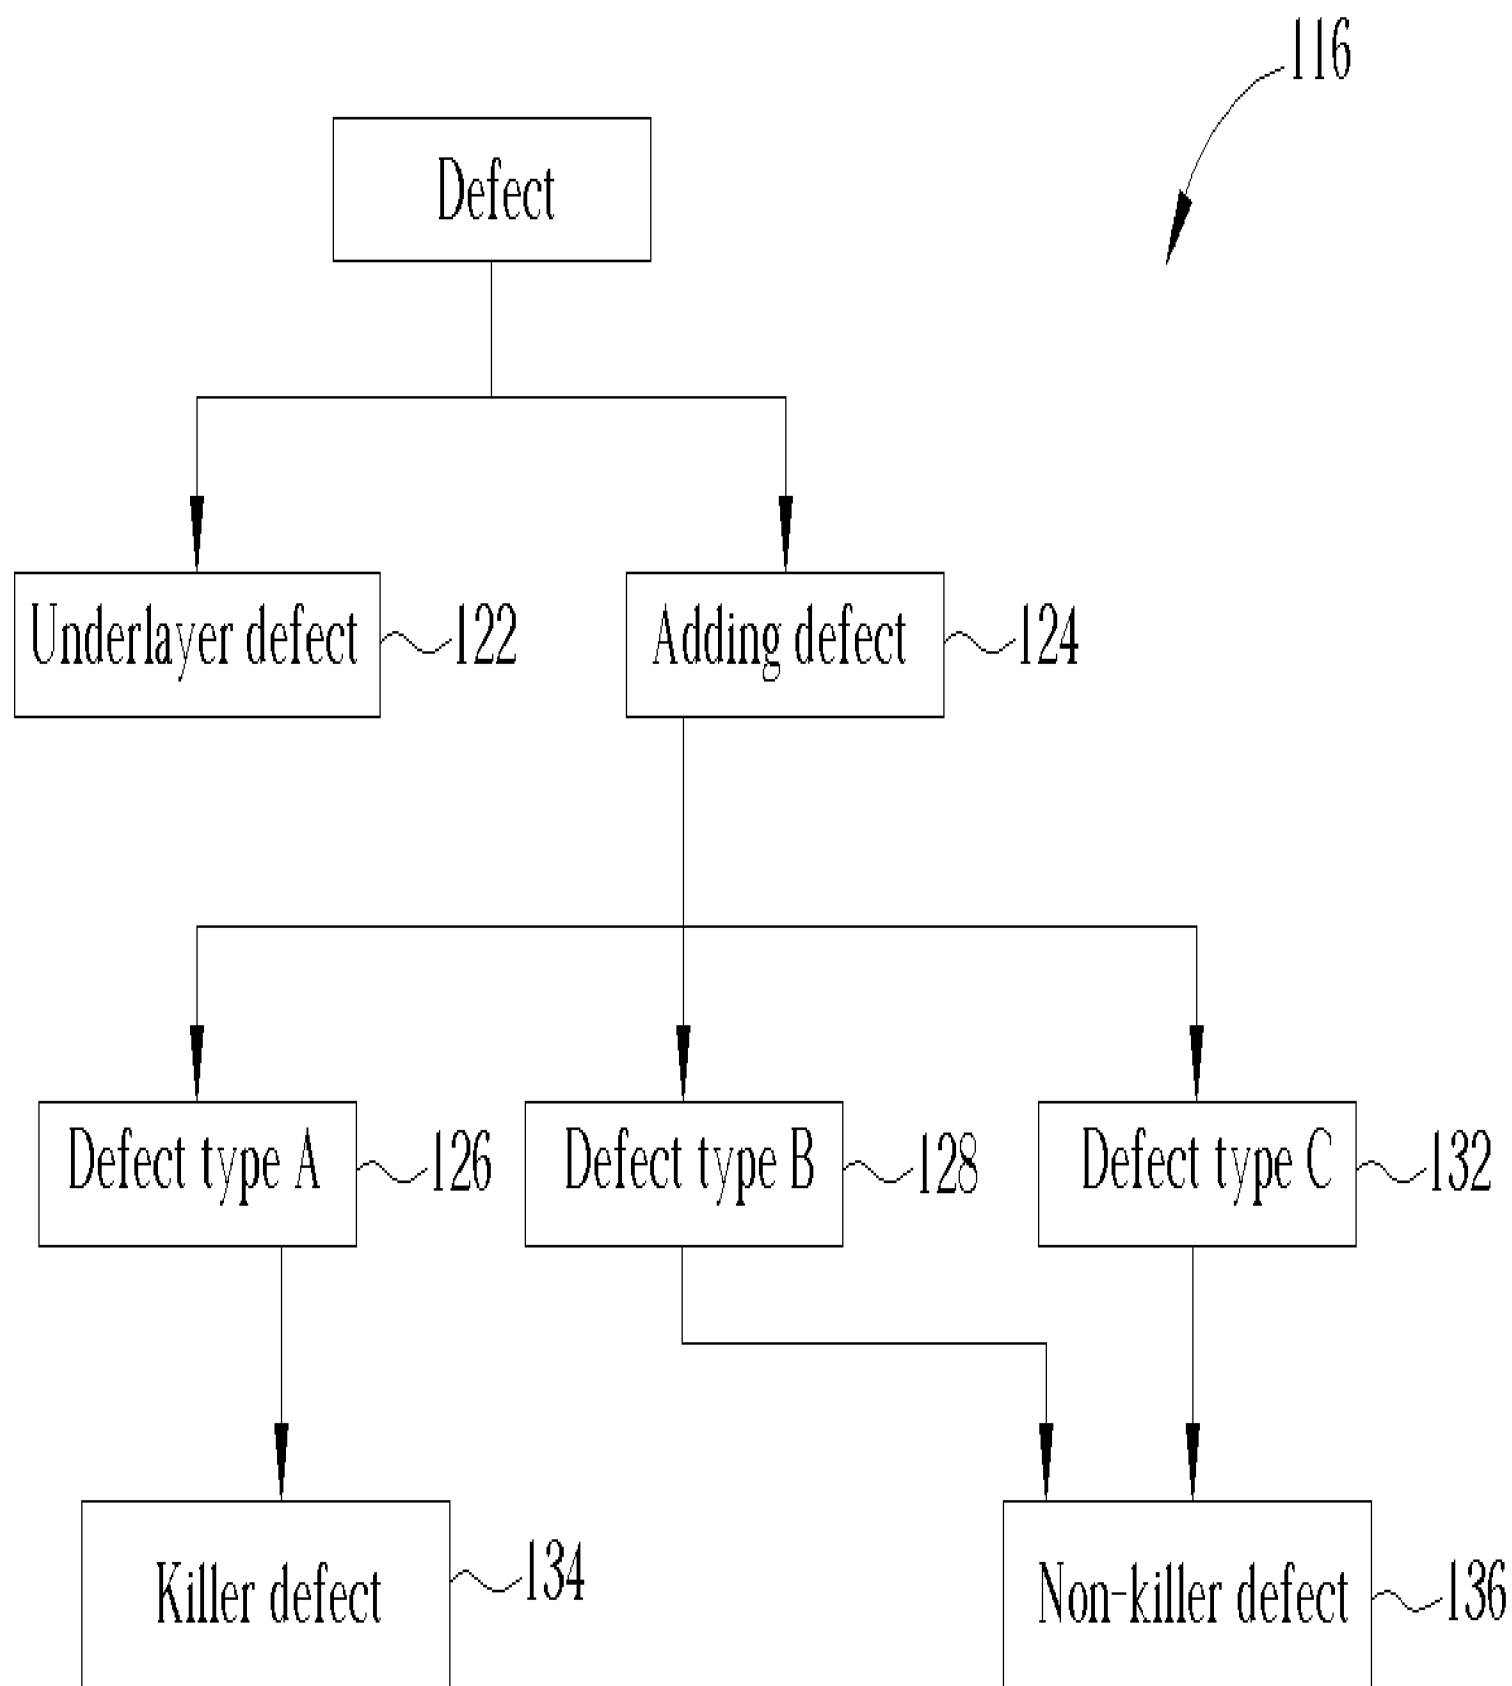 116
Defect
Underlayer defect 122
Adding defect 124
Defect type A 126
Defect type B 128
Defect type C 132
Killer defect 134
Non-killer defect 136